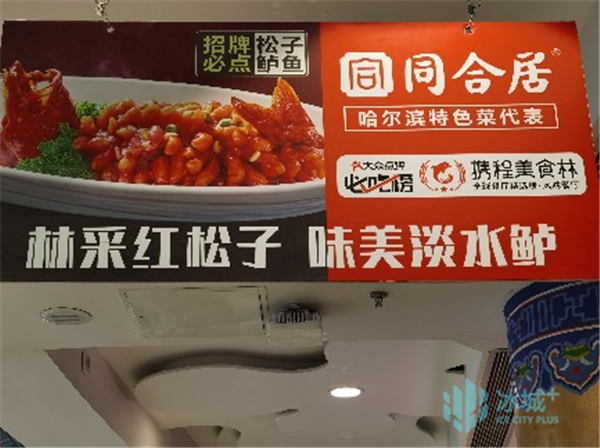 招牌
必点
松子
鲈鱼
同合居®
哈尔滨特色菜代表
大众点评
必吃榜
携程美食林
林采红松子 味美淡水鲈
冰城+
ICE CITY PLUS